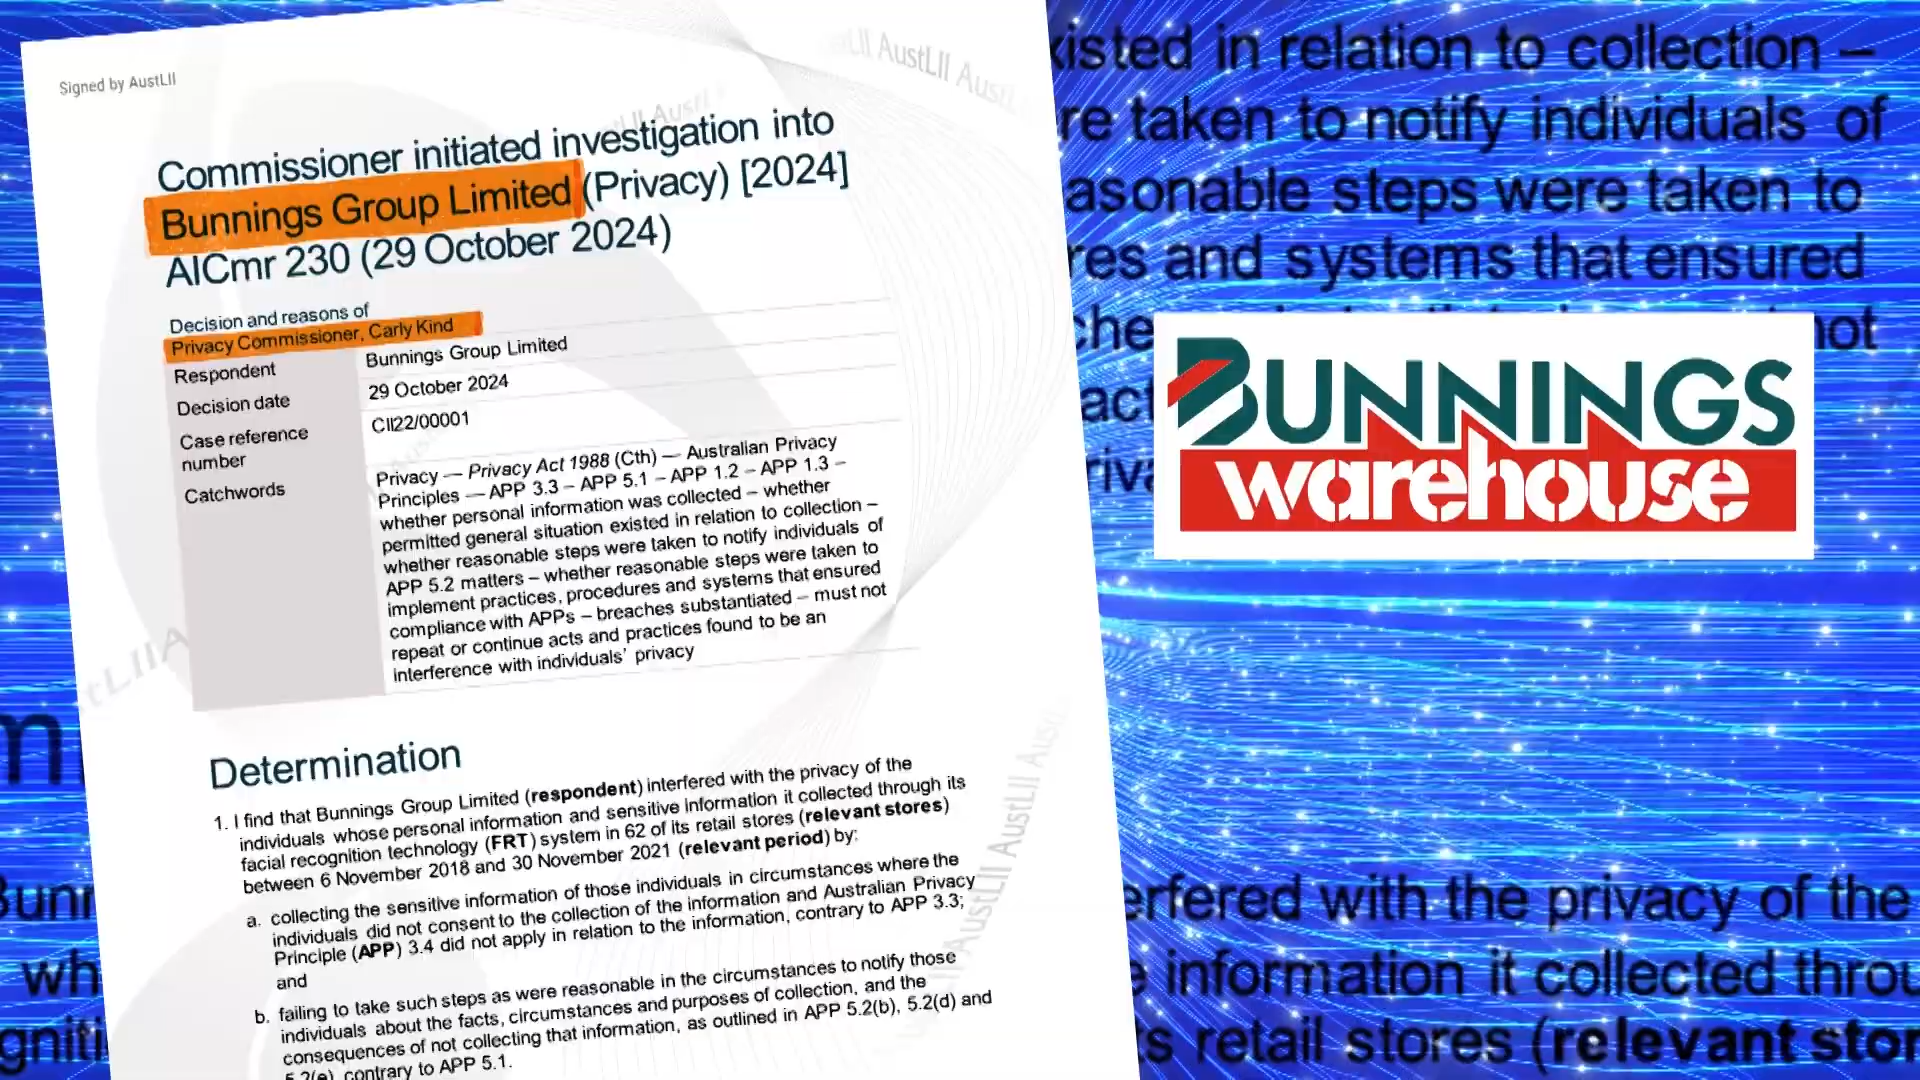 Signed by AustLII
Commissioner initiated investigation into
Bunnings Group Limited (Privacy) [2024]
AICmr 230 (29 October 2024)
Decision and reasons of
Privacy Commissioner, Carly Kind
Respondent
Bunnings Group Limited
Decision date
29 October 2024
Case reference
number
CII22/00001
Catchwords
Privacy — Privacy Act 1988 (Cth) — Australian Privacy
Principles — APP 3.3 – APP 5.1 – APP 1.2 – APP 1.3 –
whether personal information was collected – whether
permitted general situation existed in relation to collection –
whether reasonable steps were taken to notify individuals of
APP 5.2 matters – whether reasonable steps were taken to
implement practices, procedures and systems that ensured
compliance with APPs – breaches substantiated – must not
repeat or continue acts and practices found to be an
interference with individuals' privacy
Determination
1. I find that Bunnings Group Limited (respondent) interfered with the privacy of the
individuals whose personal information and sensitive information it collected through its
facial recognition technology (FRT) system in 62 of its retail stores (relevant stores)
between 6 November 2018 and 30 November 2021 (relevant period) by:
a. collecting the sensitive information of those individuals in circumstances where the
individuals did not consent to the collection of the information and Australian Privacy
Principle (APP) 3.4 did not apply in relation to the information, contrary to APP 3.3;
and
b. failing to take such steps as were reasonable in the circumstances to notify those
individuals about the facts, circumstances and purposes of collection, and the
consequences of not collecting that information, as outlined in APP 5.2(b), 5.2(d) and
5.2(e), contrary to APP 5.1.
BUNNINGS
warehouse
xisted in relation to collection –
re taken to notify individuals of
asonable steps were taken to
res and systems that ensured
not
act
riva
erfered with the privacy of the
information it collected throu
s retail stores (relevant stor
Bunn
wh
gniti